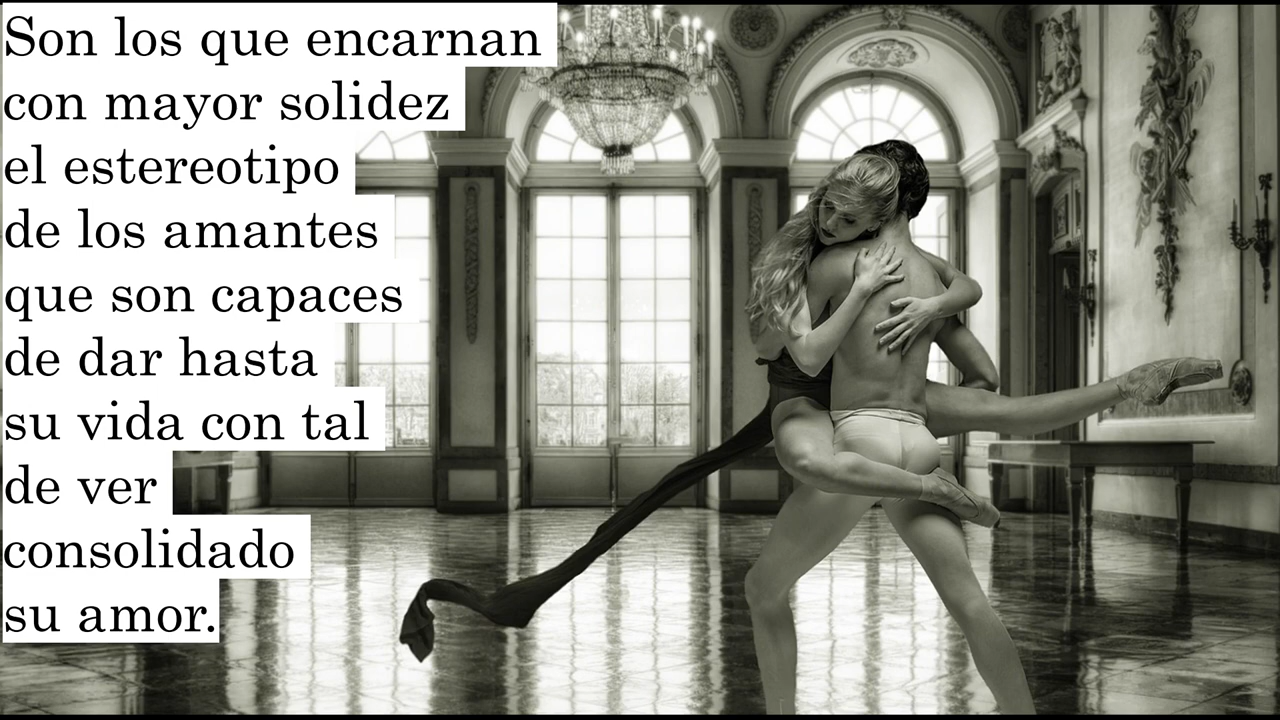 Son los que encarnan
con mayor solidez
el estereotipo
de los amantes
que son capaces
de dar hasta
su vida con tal
de ver
consolidado
su amor.